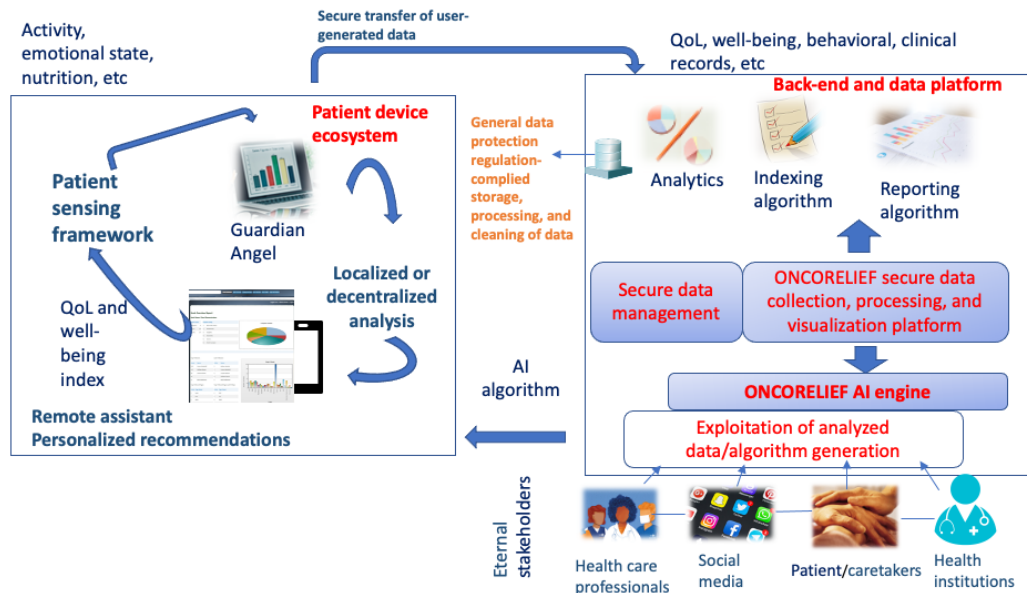 Activity,
emotional state,
nutrition, etc
Secure transfer of user-
generated data
QoL, well-being, behavioral, clinical
records, etc
Patient device
ecosystem
Patient
sensing
framework
Guardian
Angel
Localized or
decentralized
analysis
QoL and
well-
being
index
Remote assistant
Personalized recommendations
General data
protection
regulation-
complied
storage,
processing, and
cleaning of data
Back-end and data platform
Analytics
Indexing
algorithm
Reporting
algorithm
Secure data
management
ONCORELIEF secure data
collection, processing, and
visualization platform
AI
algorithm
ONCORELIEF AI engine
Exploitation of analyzed
data/algorithm generation
Eternal
stakeholders
Health care
professionals
Social
media
Patient/caretakers
Health
institutions